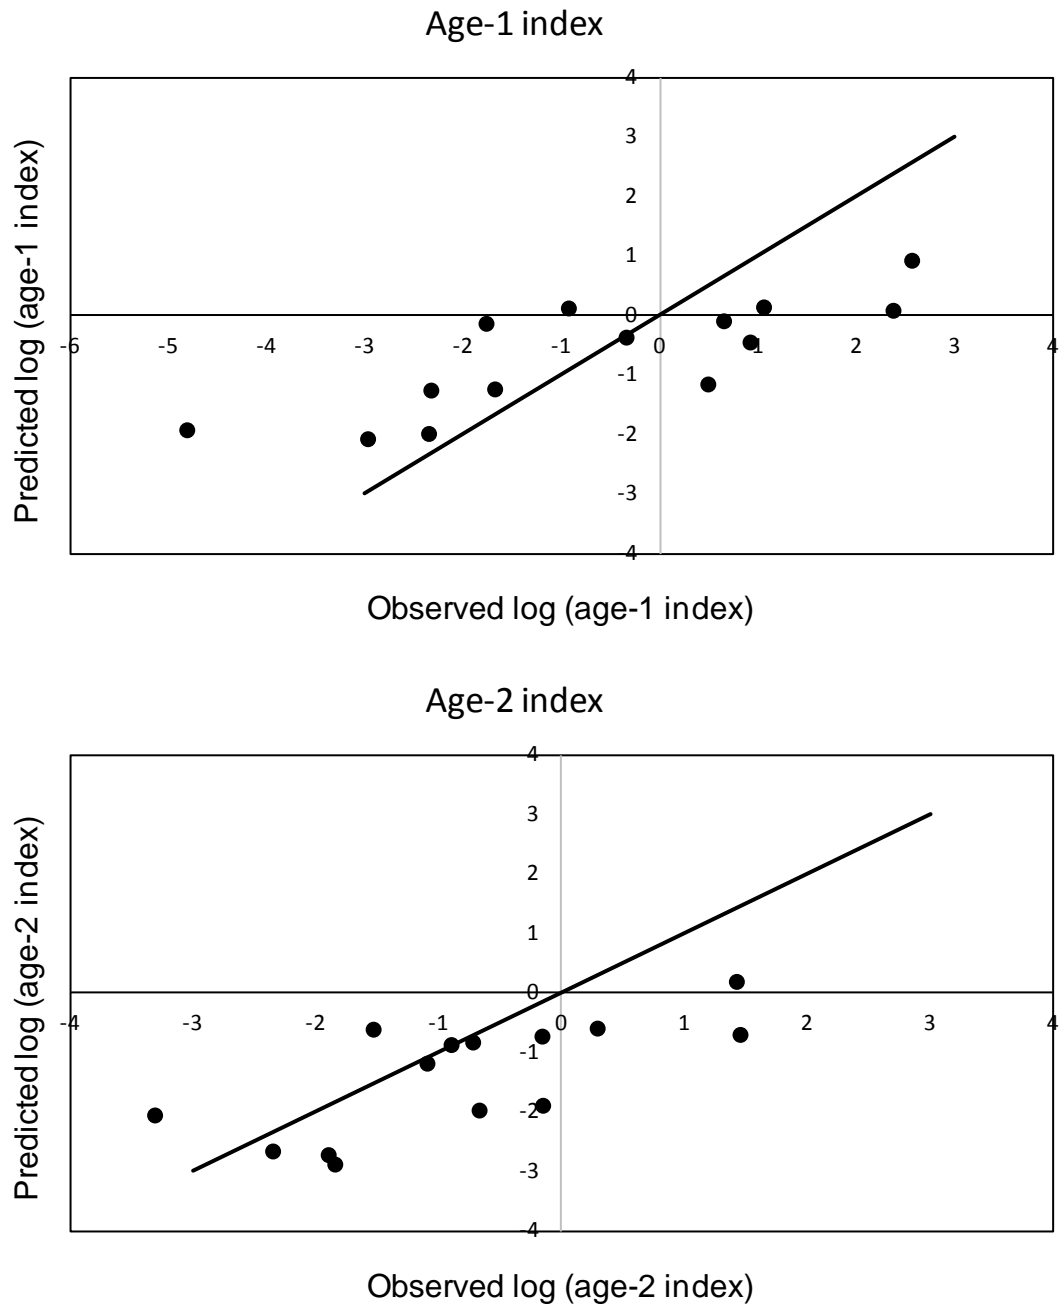 Age-1 index
4
3
2
1
0
-6 -5 -4 -3 -2 -1 0 1 2 3 4
-1
-2
-3
-4
Predicted log (age-1 index)
Observed log (age-1 index)
Age-2 index
4
3
2
1
0
-4 -3 -2 -1 0 1 2 3 4
-1
-2
-3
-4
Predicted log (age-2 index)
Observed log (age-2 index)